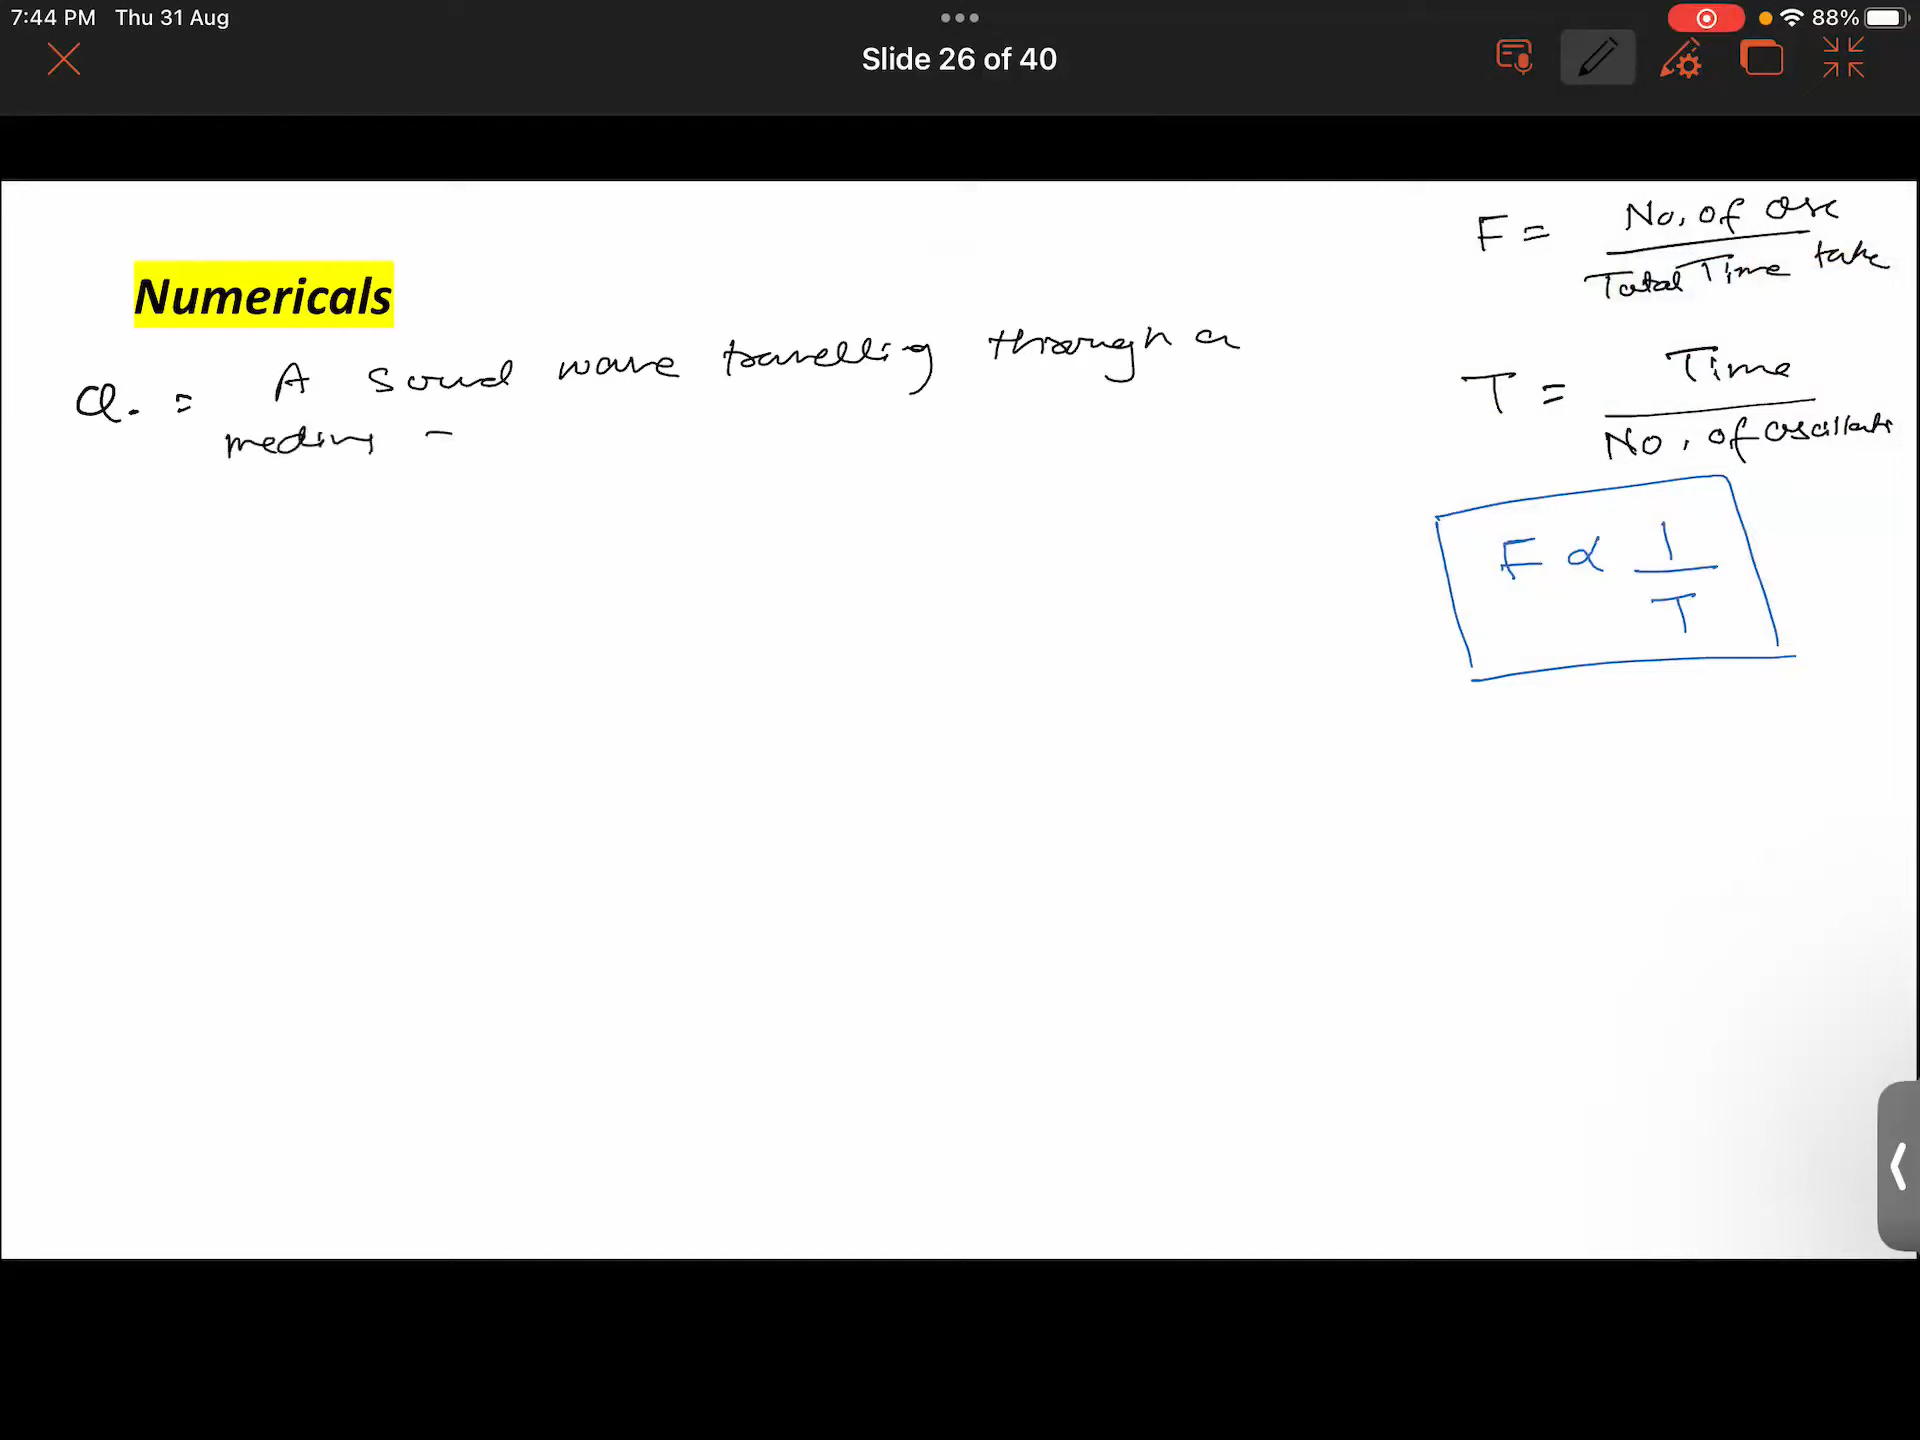 7:44 PM Thu 31 Aug
88%
Slide 26 of 40
Numericals
Q. = A sound wave travelling through a
medium -
F = No. of osc
Total Time take
T = Time
No. of oscillati
F ∝ 1
T